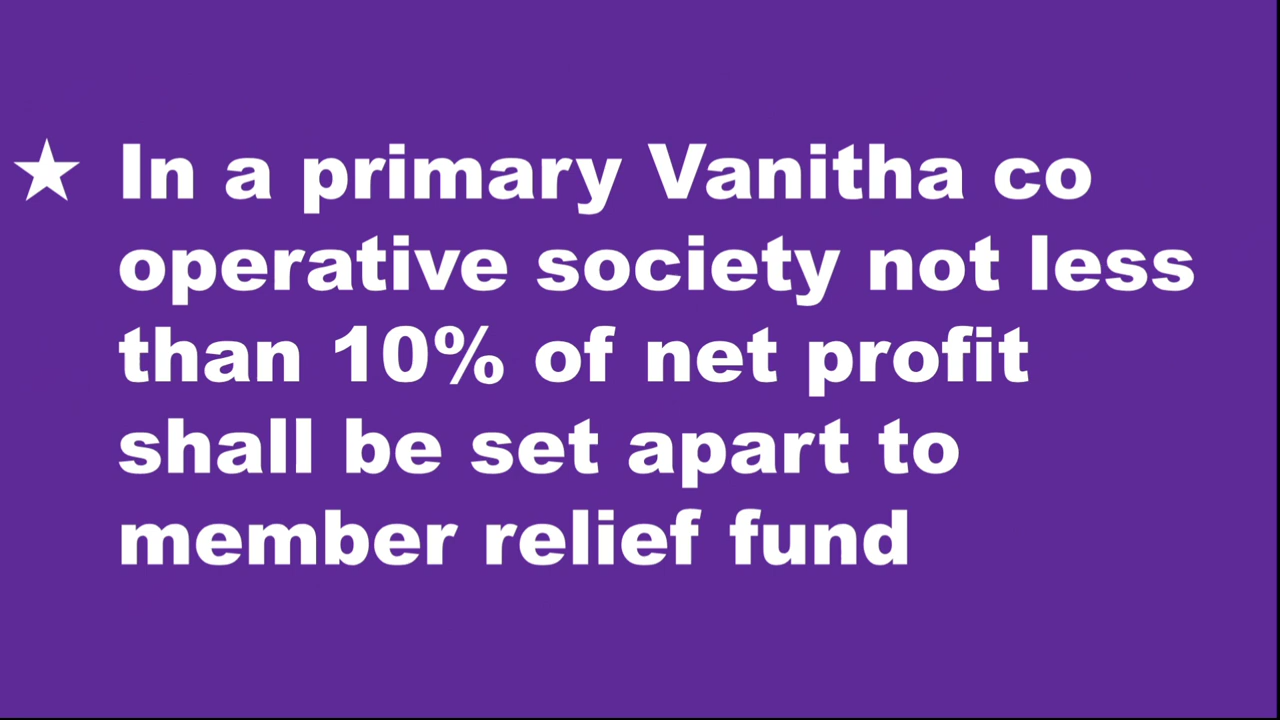 ★ In a primary Vanitha co
operative society not less
than 10% of net profit
shall be set apart to
member relief fund